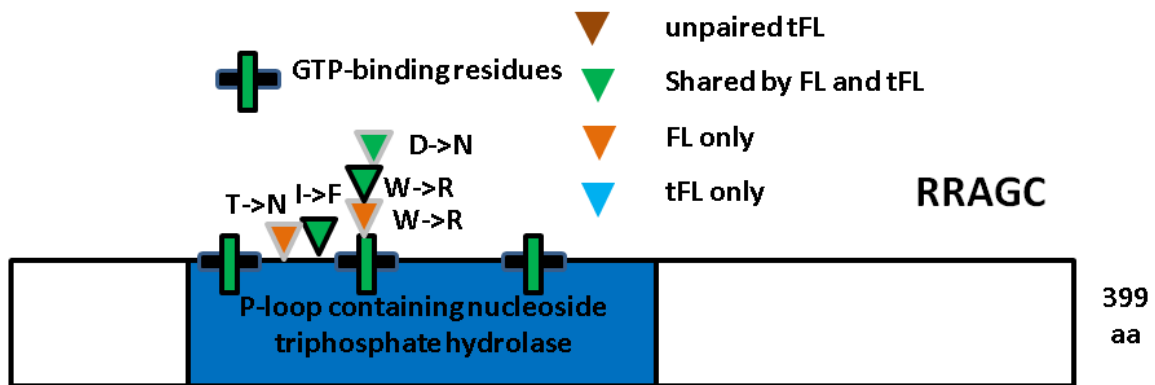 unpaired tFL
GTP-binding residues
Shared by FL and tFL
D->N
FL only
I->F
W->R
tFL only
RRAGC
T->N
W->R
P-loop containing nucleoside
triphosphate hydrolase
399
aa